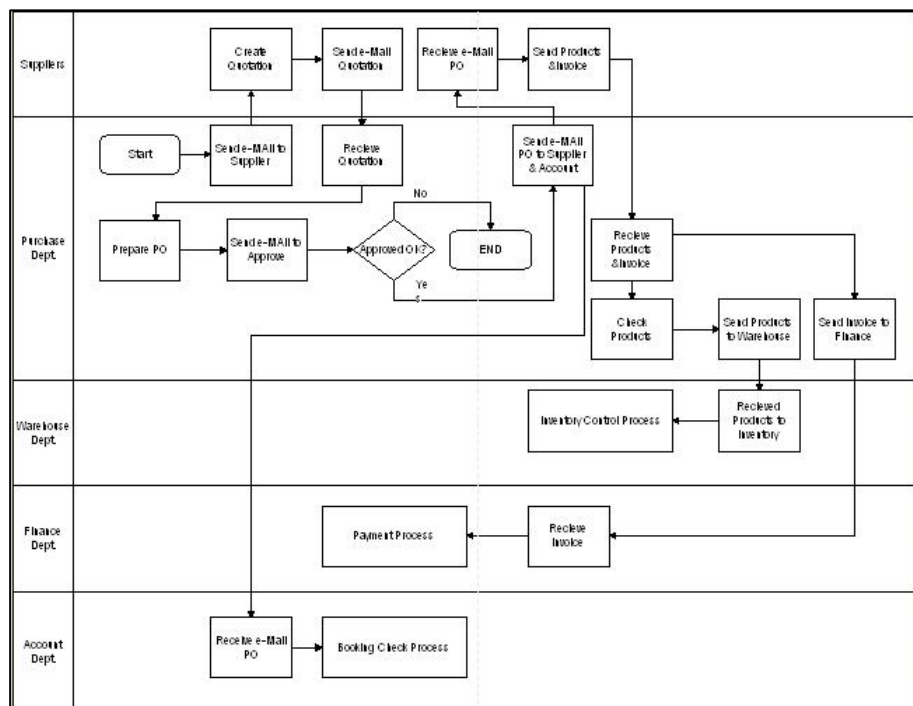 Suppliers
Create
Quotation
Send e-Mail
Quotation
Recieve e-Mail
PO
Send Products
& Invoice
Purchase
Dept.
Start
Send e-MAil to
Supplier
Recieve
Quotation
Send e-MAil
PO to Supplier
& Account
Prepare PO
Send e-MAil to
Approve
Approved OK?
No
Ye
s
END
Recieve
Products
& Invoice
Check
Products
Send Products
to Warehouse
Send Invoice to
Finance
Warehouse
Dept.
Inventory Control Process
Recieved
Products to
Inventory
Finance
Dept.
Payment Process
Recieve
Invoice
Account
Dept.
Receive e-Mail
PO
Booking Check Process